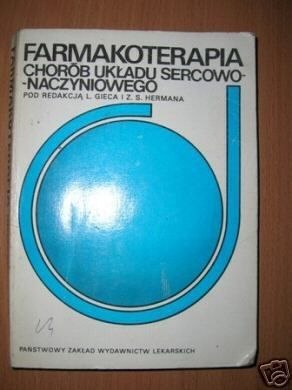 FARMAKOTERAPIA
CHORÓB UKŁADU SERCOWO-
-NACZYNIOWEGO
POD REDAKCJĄ L. GIECA I Z. S. HERMANA
PAŃSTWOWY ZAKŁAD WYDAWNICTW LEKARSKICH